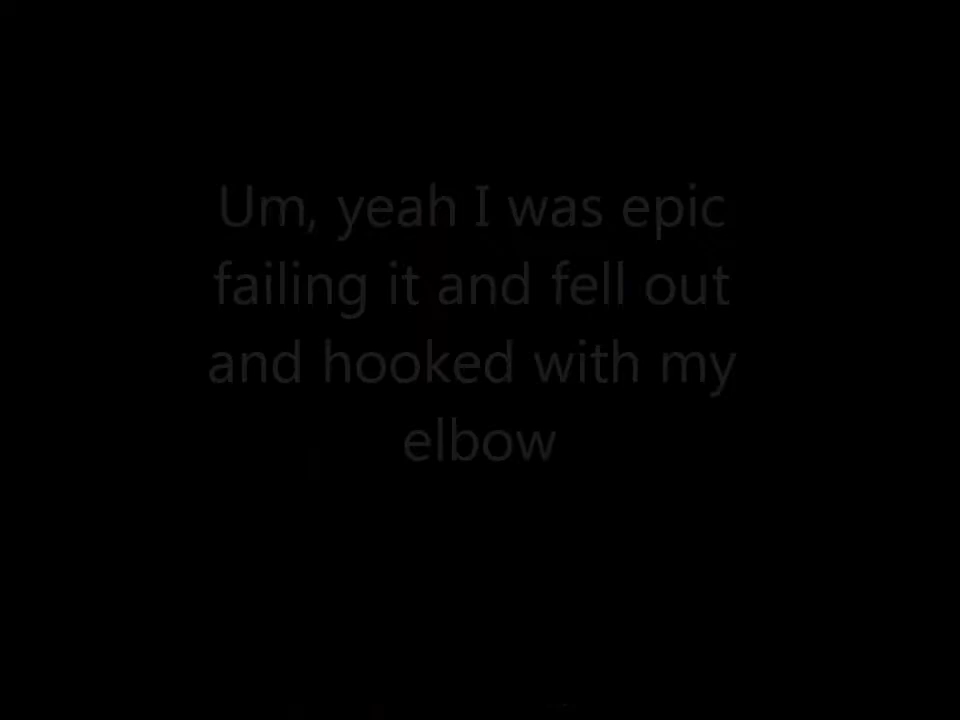 Um, yeah I was epic
failing it and fell out
and hooked with my
elbow